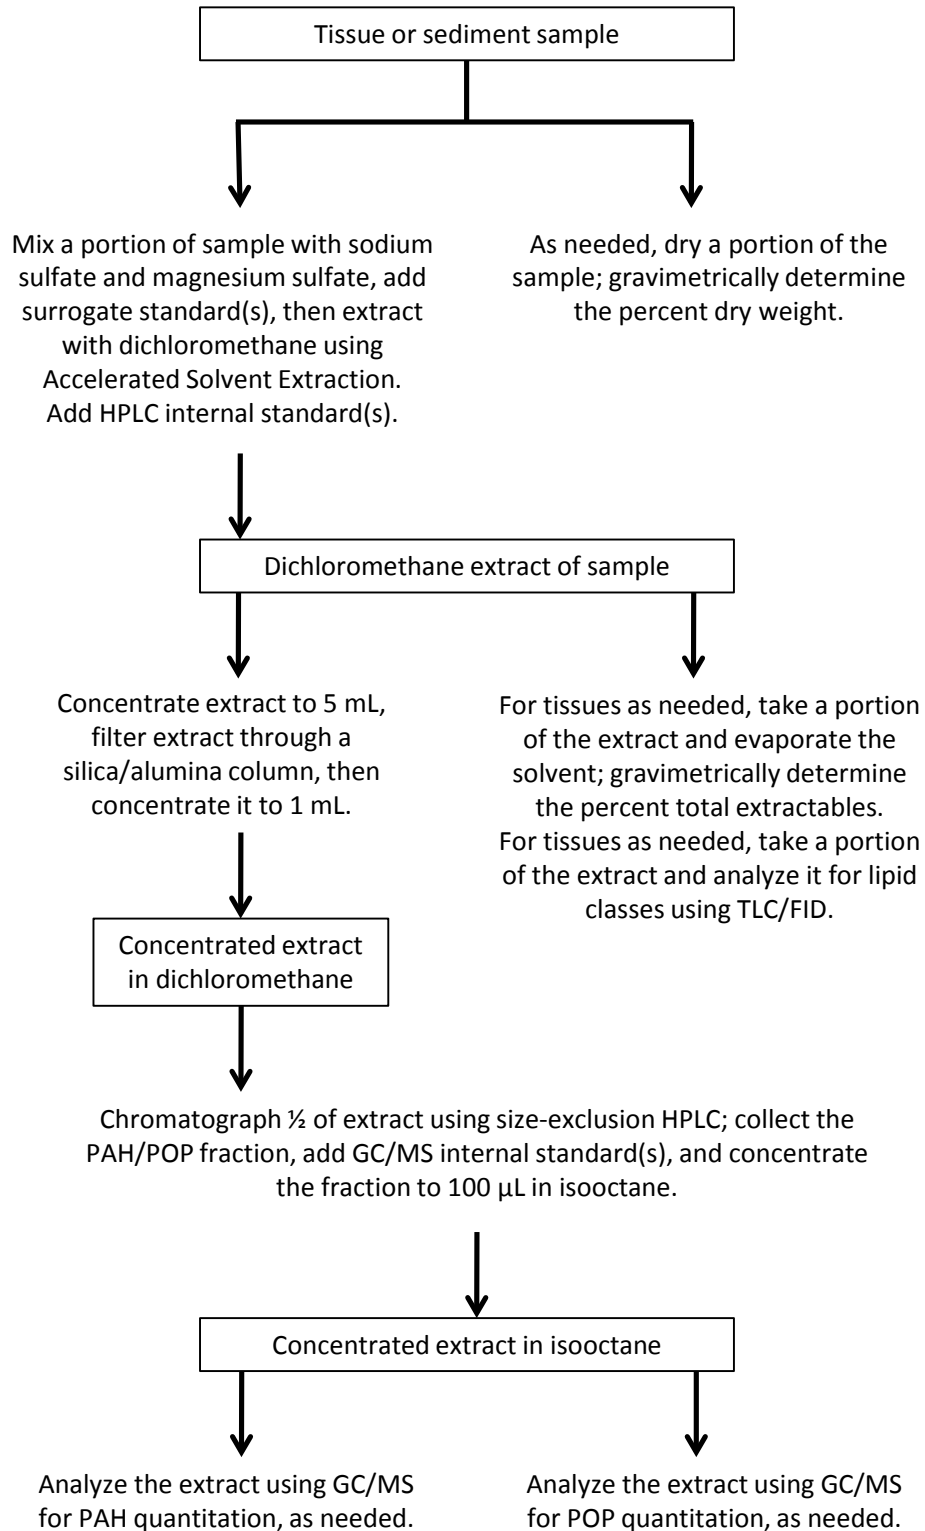 Tissue or sediment sample
Mix a portion of sample with sodium
sulfate and magnesium sulfate, add
surrogate standard(s), then extract
with dichloromethane using
Accelerated Solvent Extraction.
Add HPLC internal standard(s).
As needed, dry a portion of the
sample; gravimetrically determine
the percent dry weight.
Dichloromethane extract of sample
Concentrate extract to 5 mL,
filter extract through a
silica/alumina column, then
concentrate it to 1 mL.
For tissues as needed, take a portion
of the extract and evaporate the
solvent; gravimetrically determine
the percent total extractables.
For tissues as needed, take a portion
of the extract and analyze it for lipid
classes using TLC/FID.
Concentrated extract
in dichloromethane
Chromatograph ½ of extract using size-exclusion HPLC; collect the
PAH/POP fraction, add GC/MS internal standard(s), and concentrate
the fraction to 100 µL in isooctane.
Concentrated extract in isooctane
Analyze the extract using GC/MS
for PAH quantitation, as needed.
Analyze the extract using GC/MS
for POP quantitation, as needed.